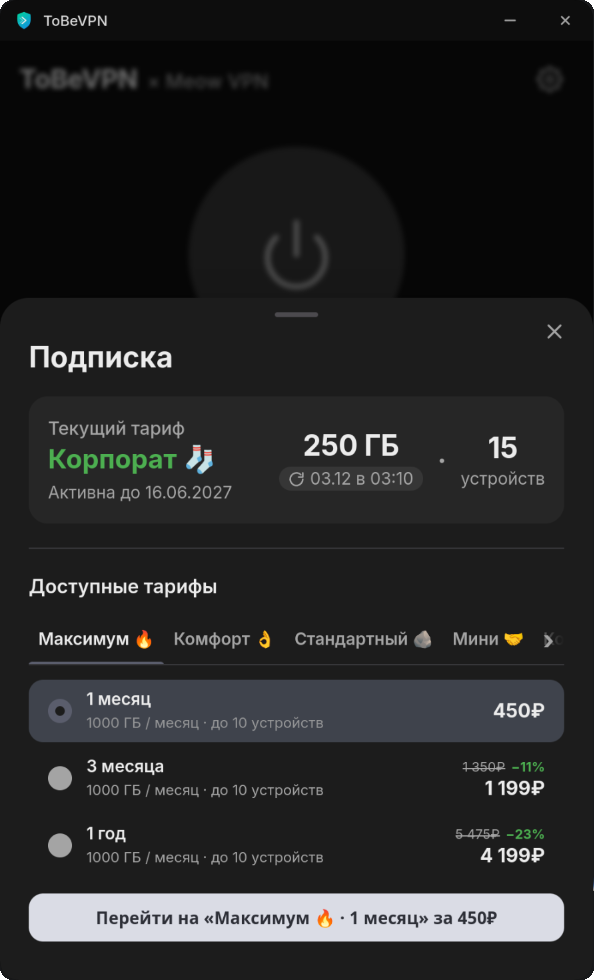 ToBeVPN
ToBeVPN × Meow VPN
Подписка
Текущий тариф
Корпорат 🧦
Активна до 16.06.2027
250 ГБ
03.12 в 03:10
·
15
устройств
Доступные тарифы
Максимум 🔥 Комфорт 👌 Стандартный 🪨 Мини 🤝
1 месяц
1000 ГБ / месяц · до 10 устройств
450₽
3 месяца
1000 ГБ / месяц · до 10 устройств
1 350₽ −11%
1 199₽
1 год
1000 ГБ / месяц · до 10 устройств
5 475₽ −23%
4 199₽
Перейти на «Максимум 🔥 · 1 месяц» за 450₽